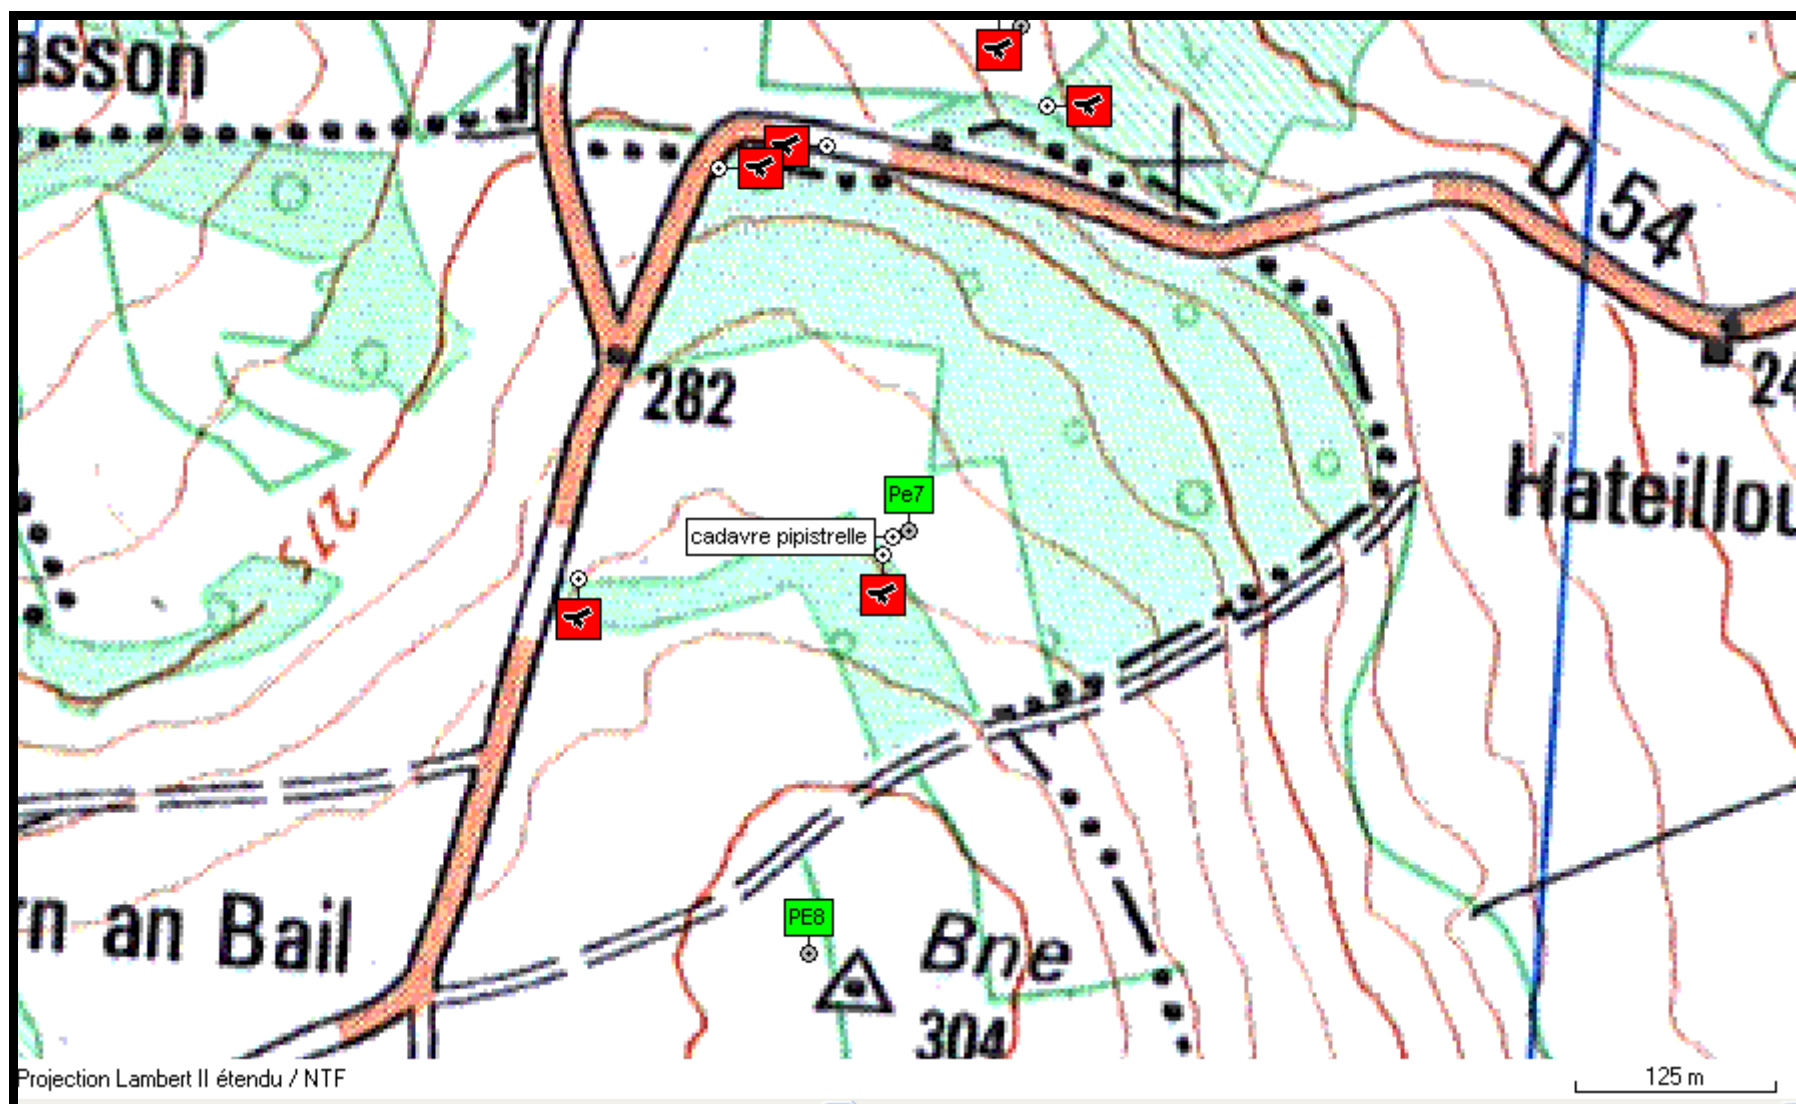 asson
D 54
282
24
Hateillou
Pe7
cadavre pipistrelle
275
rn an Bail
PE8
Bne
304
Projection Lambert II étendu / NTF
125 m